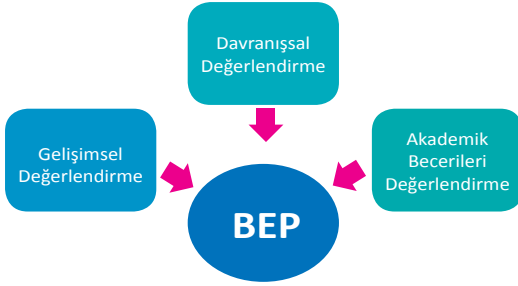 Davranışsal
Değerlendirme
Gelişimsel
Değerlendirme
Akademik
Becerileri
Değerlendirme
BEP